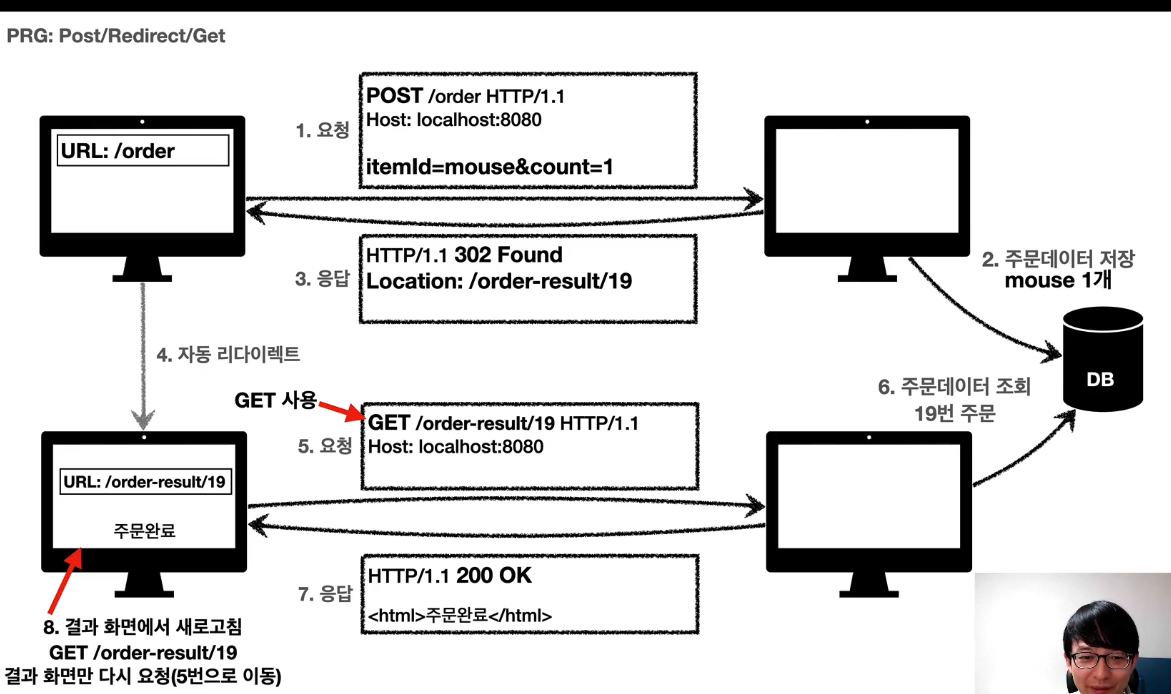 PRG: Post/Redirect/Get
URL: /order
1. 요청
POST /order HTTP/1.1
Host: localhost:8080
itemId=mouse&count=1
3. 응답
HTTP/1.1 302 Found
Location: /order-result/19
2. 주문데이터 저장
mouse 1개
DB
4. 자동 리다이렉트
GET 사용
5. 요청
GET /order-result/19 HTTP/1.1
Host: localhost:8080
6. 주문데이터 조회
19번 주문
URL: /order-result/19
주문완료
7. 응답
HTTP/1.1 200 OK
<html>주문완료</html>
8. 결과 화면에서 새로고침
GET /order-result/19
결과 화면만 다시 요청(5번으로 이동)